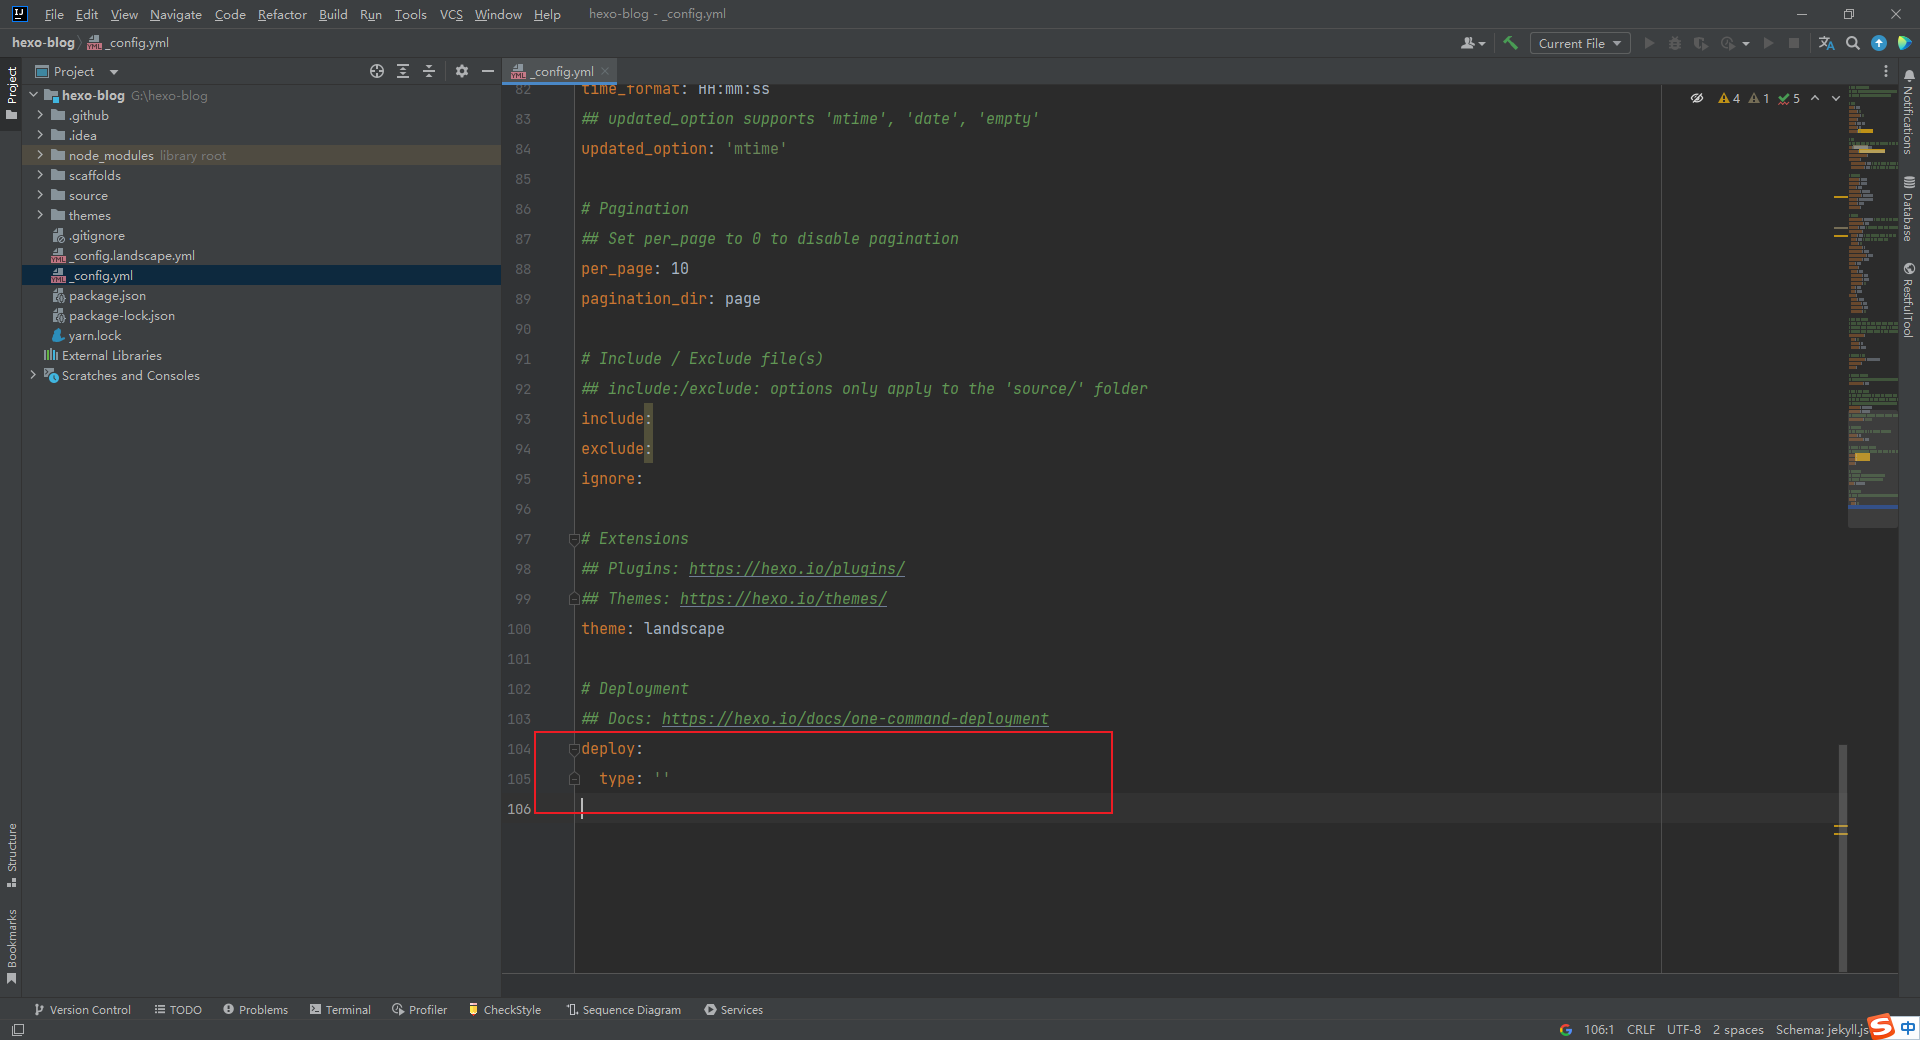 File Edit View Navigate Code Refactor Build Run Tools VCS Window Help hexo-blog - _config.yml
hexo-blog _config.yml
Current File
Project
Project
hexo-blog G:\hexo-blog
.github
.idea
node_modules library root
scaffolds
source
themes
.gitignore
_config.landscape.yml
_config.yml
package.json
package-lock.json
yarn.lock
External Libraries
Scratches and Consoles
Structure
Bookmarks
_config.yml
4 1 5
82 time_format: HH:mm:ss
83 ## updated_option supports 'mtime', 'date', 'empty'
84 updated_option: 'mtime'
85
86 # Pagination
87 ## Set per_page to 0 to disable pagination
88 per_page: 10
89 pagination_dir: page
90
91 # Include / Exclude file(s)
92 ## include:/exclude: options only apply to the 'source/' folder
93 include:
94 exclude:
95 ignore:
96
97 # Extensions
98 ## Plugins: https://hexo.io/plugins/
99 ## Themes: https://hexo.io/themes/
100 theme: landscape
101
102 # Deployment
103 ## Docs: https://hexo.io/docs/one-command-deployment
104 deploy:
105 type: ''
106
Notifications
Database
RestfulTool
Version Control TODO Problems Terminal Profiler CheckStyle Sequence Diagram Services
106:1 CRLF UTF-8 2 spaces Schema: jekyll.js
中